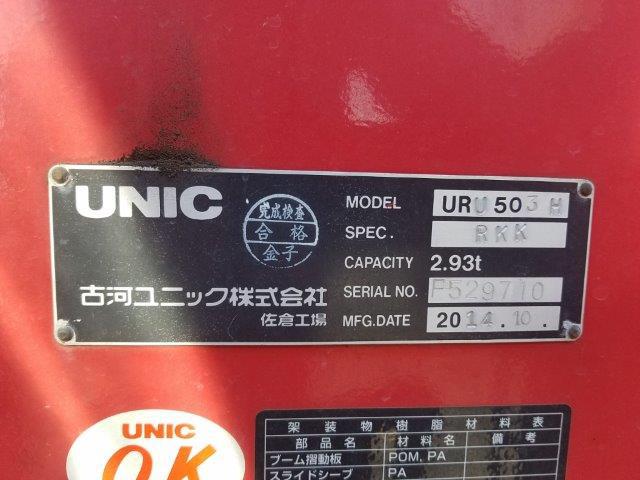 UNIC
完成検査
合格
金子
古河ユニック株式会社
佐倉工場
MODEL URU503H
SPEC. RKK
CAPACITY 2.93t
SERIAL NO. F529710
MFG.DATE 2014.10.
UNIC
OK
架装物樹脂材料表
部品名 材料名 備考
ブーム摺動板 POM, PA
スライドシーブ PA